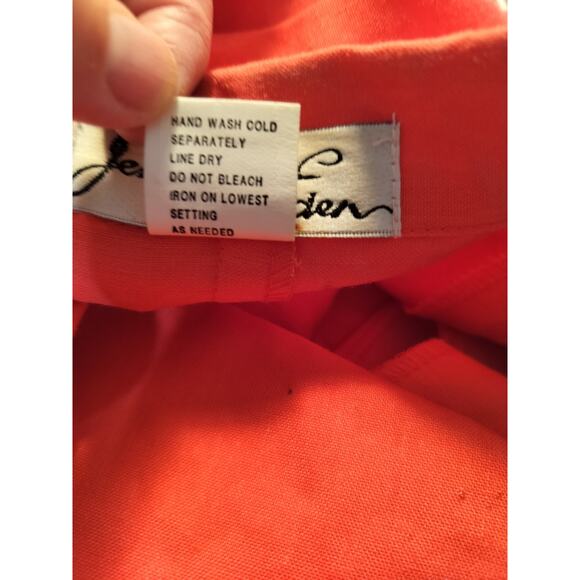 HAND WASH COLD
SEPARATELY
LINE DRY
DO NOT BLEACH
IRON ON LOWEST
SETTING
AS NEEDED